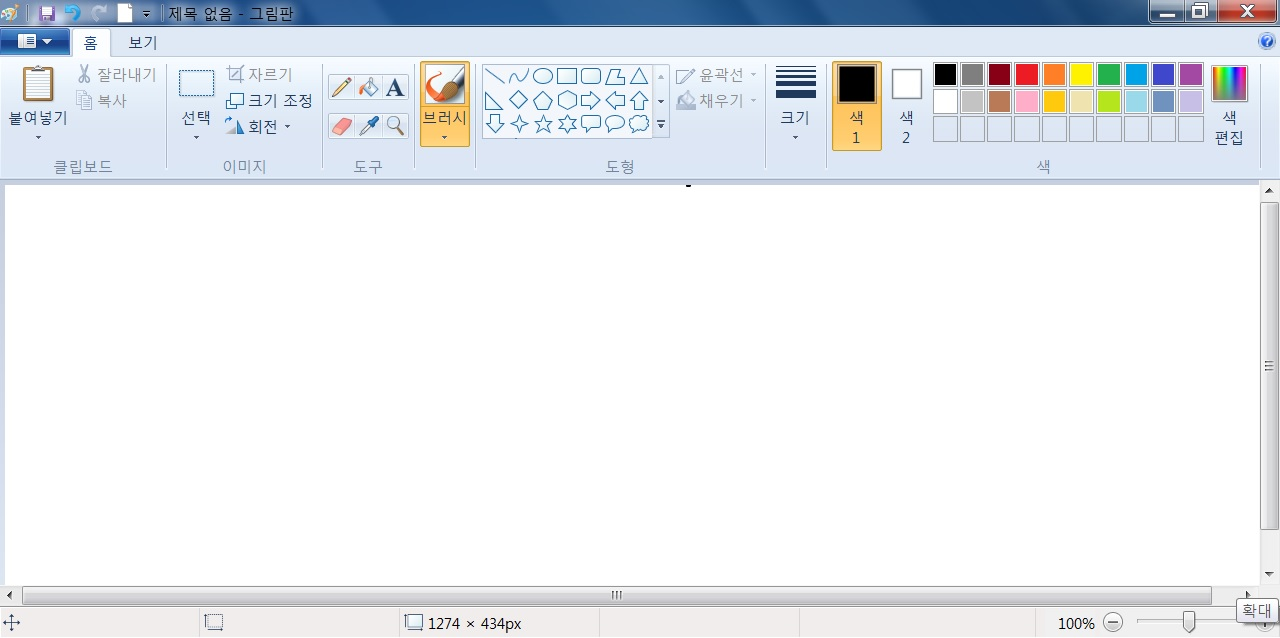 제목 없음 - 그림판
홈 보기
붙여넣기
잘라내기
복사
클립보드
선택
자르기
크기 조정
회전
이미지
A
도구
브러시
윤곽선
채우기
도형
크기
색
1
색
2
색
편집
색
1274 × 434px
100%
확대